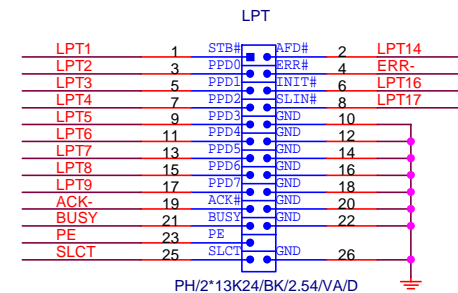 LPT
LPT1 1 STB# AFD# 2 LPT14
LPT2 3 PPD0 ERR# 4 ERR-
LPT3 5 PPD1 INIT# 6 LPT16
LPT4 7 PPD2 SLIN# 8 LPT17
LPT5 9 PPD3 GND 10
LPT6 11 PPD4 GND 12
LPT7 13 PPD5 GND 14
LPT8 15 PPD6 GND 16
LPT9 17 PPD7 GND 18
ACK- 19 ACK# GND 20
BUSY 21 BUSY GND 22
PE 23 PE
SLCT 25 SLCT GND 26
PH/2*13K24/BK/2.54/VA/D